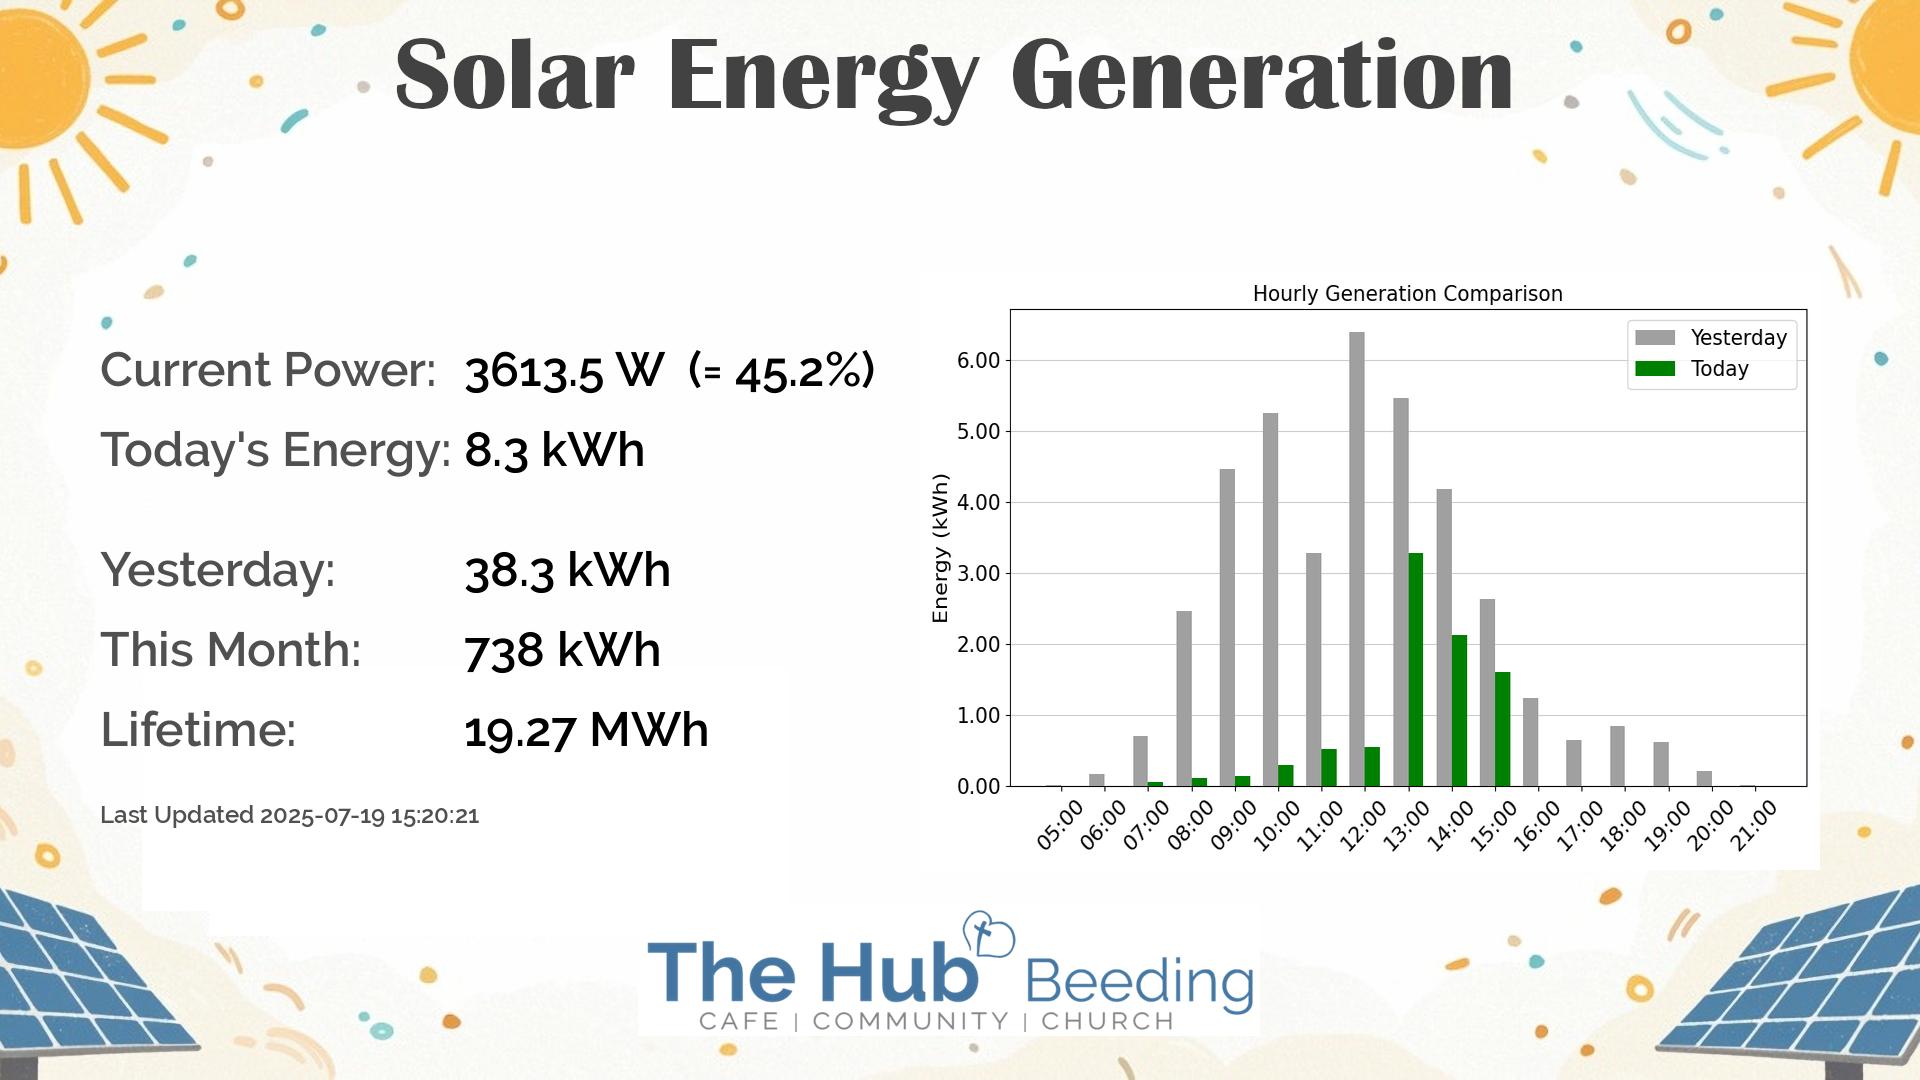 Solar Energy Generation
Current Power: 3613.5 W (= 45.2%)
Today's Energy: 8.3 kWh
Yesterday: 38.3 kWh
This Month: 738 kWh
Lifetime: 19.27 MWh
Last Updated 2025-07-19 15:20:21
Hourly Generation Comparison
Yesterday
Today
Energy (kWh)
6.00
5.00
4.00
3.00
2.00
1.00
0.00
05:00 06:00 07:00 08:00 09:00 10:00 11:00 12:00 13:00 14:00 15:00 16:00 17:00 18:00 19:00 20:00 21:00
The Hub Beeding
CAFE | COMMUNITY | CHURCH